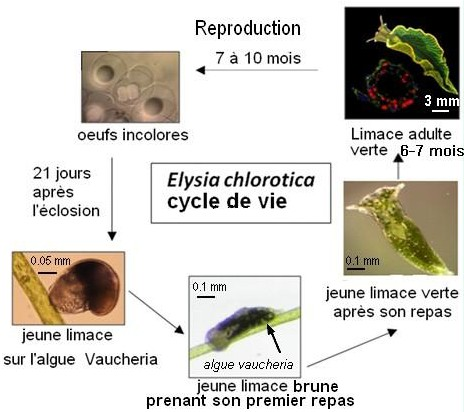 Reproduction
7 à 10 mois
3 mm
oeufs incolores
Limace adulte
verte 6-7 mois
21 jours
après
l'éclosion
Elysia chlorotica
cycle de vie
0.05 mm
0.1 mm
0.1 mm
jeune limace
sur l'algue Vaucheria
algue vaucheria
jeune limace verte
après son repas
jeune limace brune
prenant son premier repas